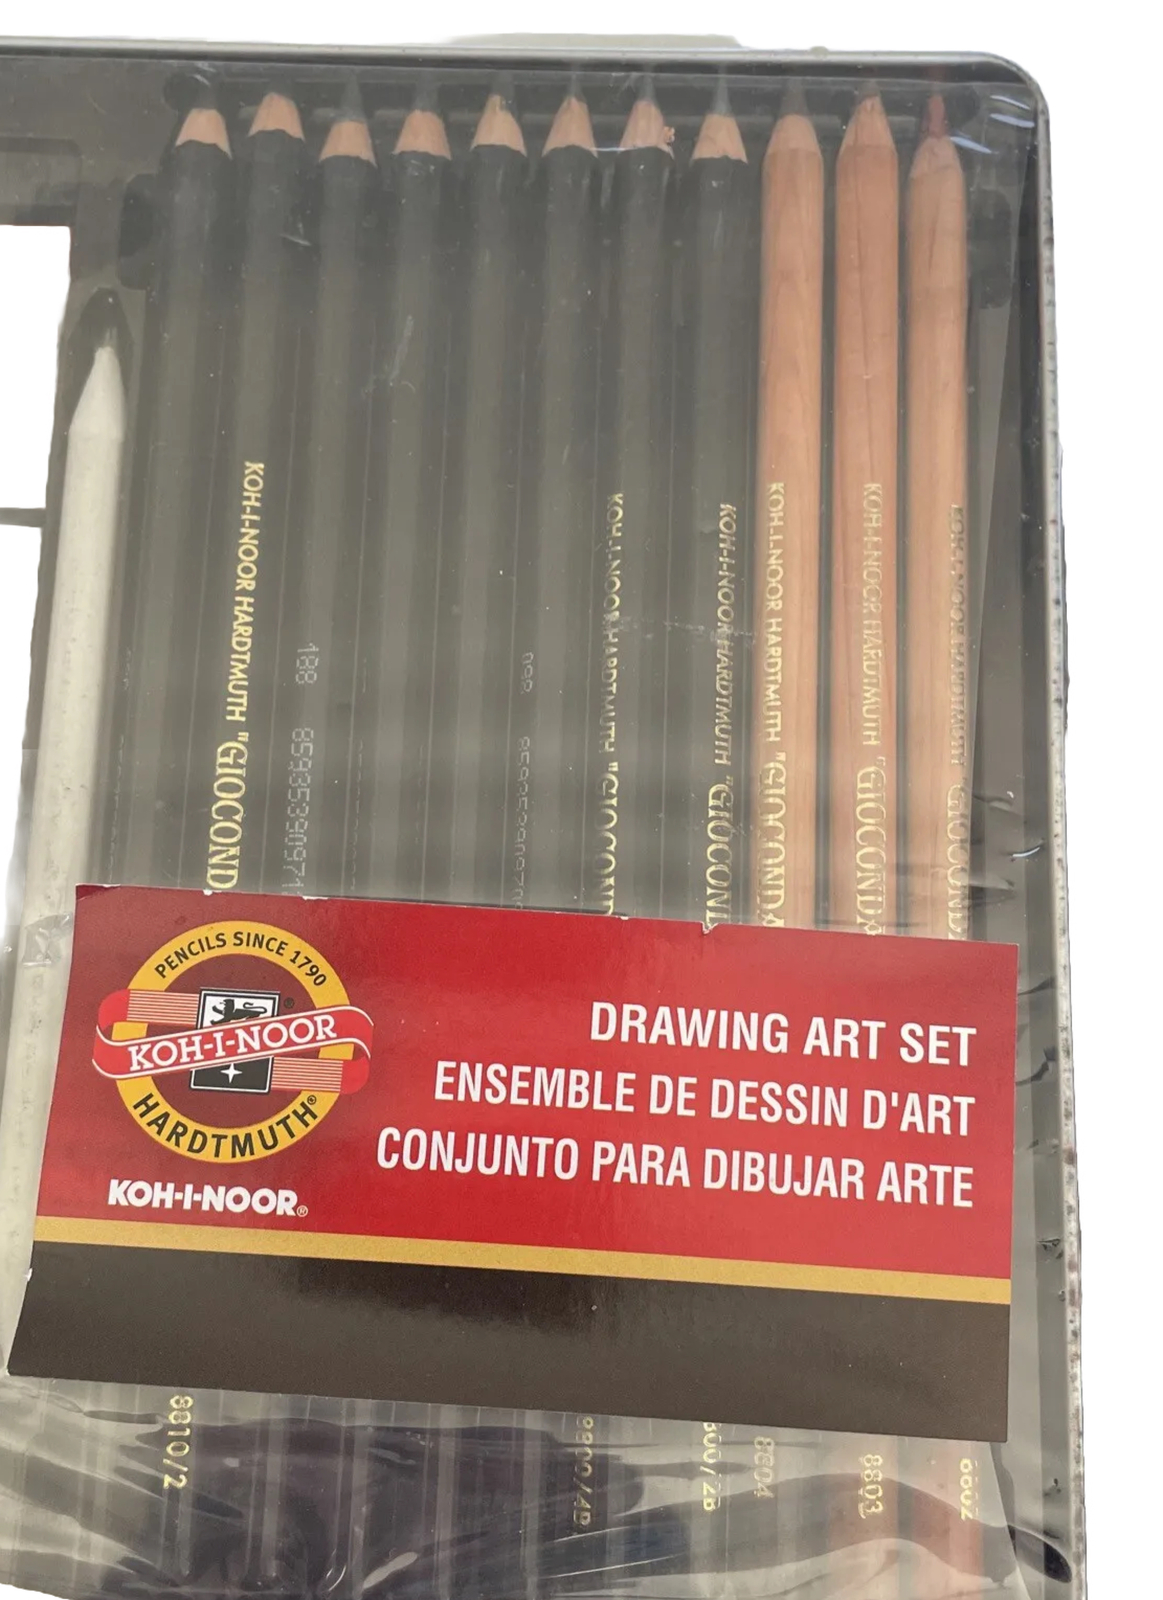 KOH-I-NOOR HARDTMUTH "GIOCOND
188 859353909714
KOH-I-NOOR HARDTMUTH "GIOCOND
KOH-I-NOOR HARDTMUTH "GIOCOND
KOH-I-NOOR HARDTMUTH "GIOCONDA
KOH-I-NOOR HARDTMUTH "GIOCONDA
PENCILS SINCE 1790
KOH-I-NOOR
HARDTMUTH®
KOH-I-NOOR®
DRAWING ART SET
ENSEMBLE DE DESSIN D'ART
CONJUNTO PARA DIBUJAR ARTE
8810/2
8804
8803
8802